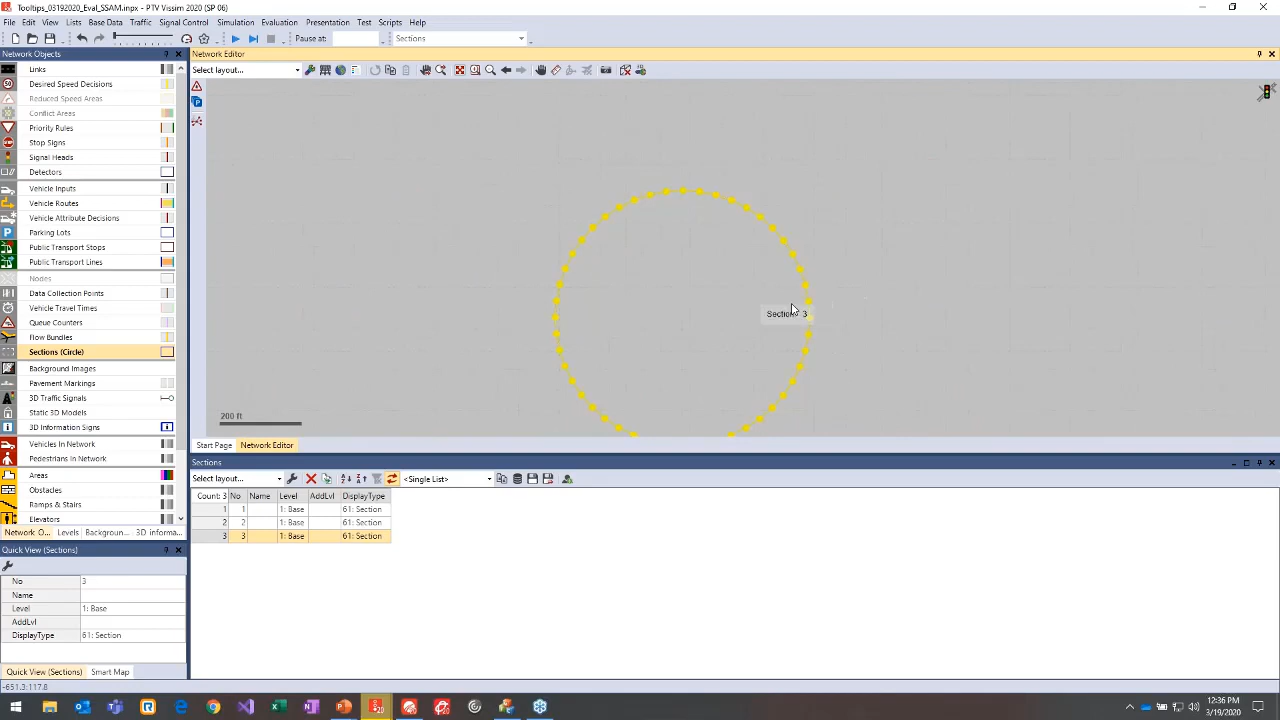 Tooltips_03192020_Eval_SSAM.inpx - PTV Vissim 2020 (SP 06)
File Edit View Lists Base Data Traffic Signal Control Simulation Evaluation Presentation Test Scripts Help
Pause at: Sections
Network Objects
Network Editor
Select layout...
Links
Desired Speed Decisions
Reduced Speed Areas
Conflict Areas
Priority Rules
Stop Signs
Signal Heads
Detectors
Vehicle Inputs
Vehicle Routes
Vehicle Attribute Decisions
Parking Lots
Public Transport Stops
Public Transport Lines
Nodes
Data Collection Points
Vehicle Travel Times
Queue Counters
Flow Bundles
Sections (Circle)
Background Images
Pavement Markings
3D Traffic Signals
Static 3D Models
3D Information Signs
Vehicles In Network
Pedestrians In Network
Areas
Obstacles
Ramps & Stairs
Elevators
Network O... Levels Backgroun... 3D informa...
Section 3
200 ft
Start Page Network Editor
Sections
Select layout... <Single List>
Count: 3 No Name Level AddLvl DisplayType
1 1 1: Base 61: Section
2 2 1: Base 61: Section
3 3 1: Base 61: Section
Quick View (Sections)
No 3
Name
Level 1: Base
AddLvl
DisplayType 61: Section
Quick View (Sections) Smart Map
-651.3:117.8
12:36 PM
3/19/2020